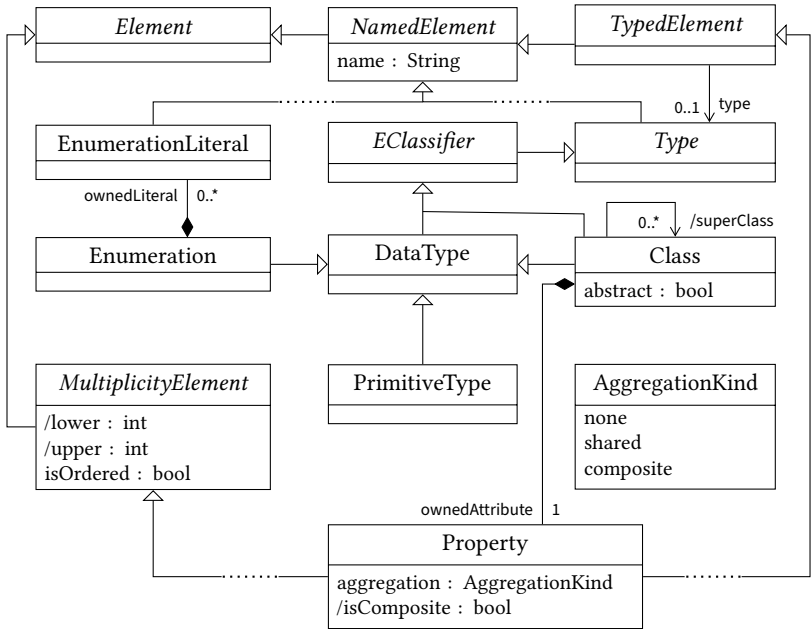 Element
NamedElement
name : String
TypedElement
0..1
type
EnumerationLiteral
EClassifier
Type
ownedLiteral
0..*
0..*
/superClass
Enumeration
DataType
Class
abstract : bool
MultiplicityElement
/lower : int
/upper : int
isOrdered : bool
PrimitiveType
AggregationKind
none
shared
composite
ownedAttribute
1
Property
aggregation : AggregationKind
/isComposite : bool